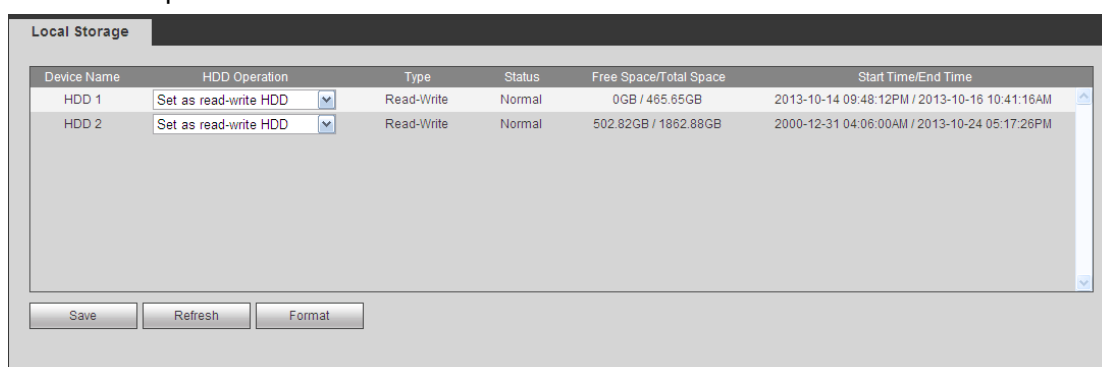 Local Storage
Device Name HDD Operation Type Status Free Space/Total Space Start Time/End Time
HDD 1 Set as read-write HDD Read-Write Normal 0GB / 465.65GB 2013-10-14 09:48:12PM / 2013-10-16 10:41:16AM
HDD 2 Set as read-write HDD Read-Write Normal 502.82GB / 1862.88GB 2000-12-31 04:06:00AM / 2013-10-24 05:17:26PM
Save Refresh Format